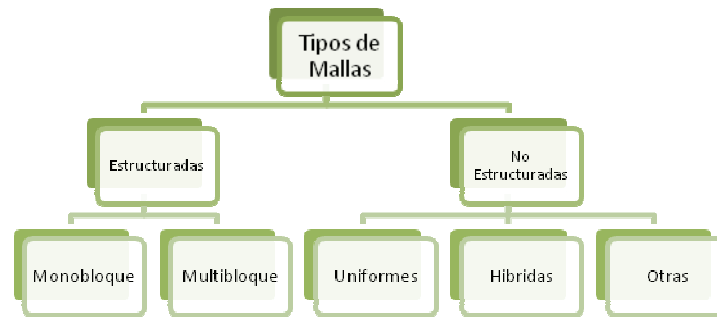 Tipos de
Mallas
Estructuradas
No
Estructuradas
Monobloque
Multibloque
Uniformes
Hibridas
Otras